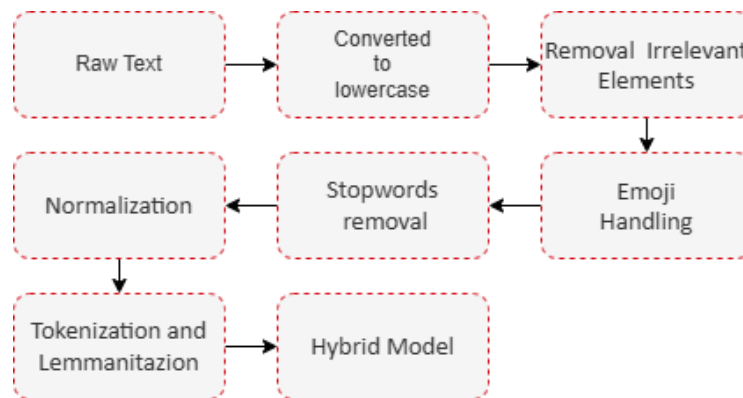 Raw Text
Converted
to
lowercase
Removal Irrelevant
Elements
Emoji
Handling
Stopwords
removal
Normalization
Tokenization and
Lemmanitazion
Hybrid Model